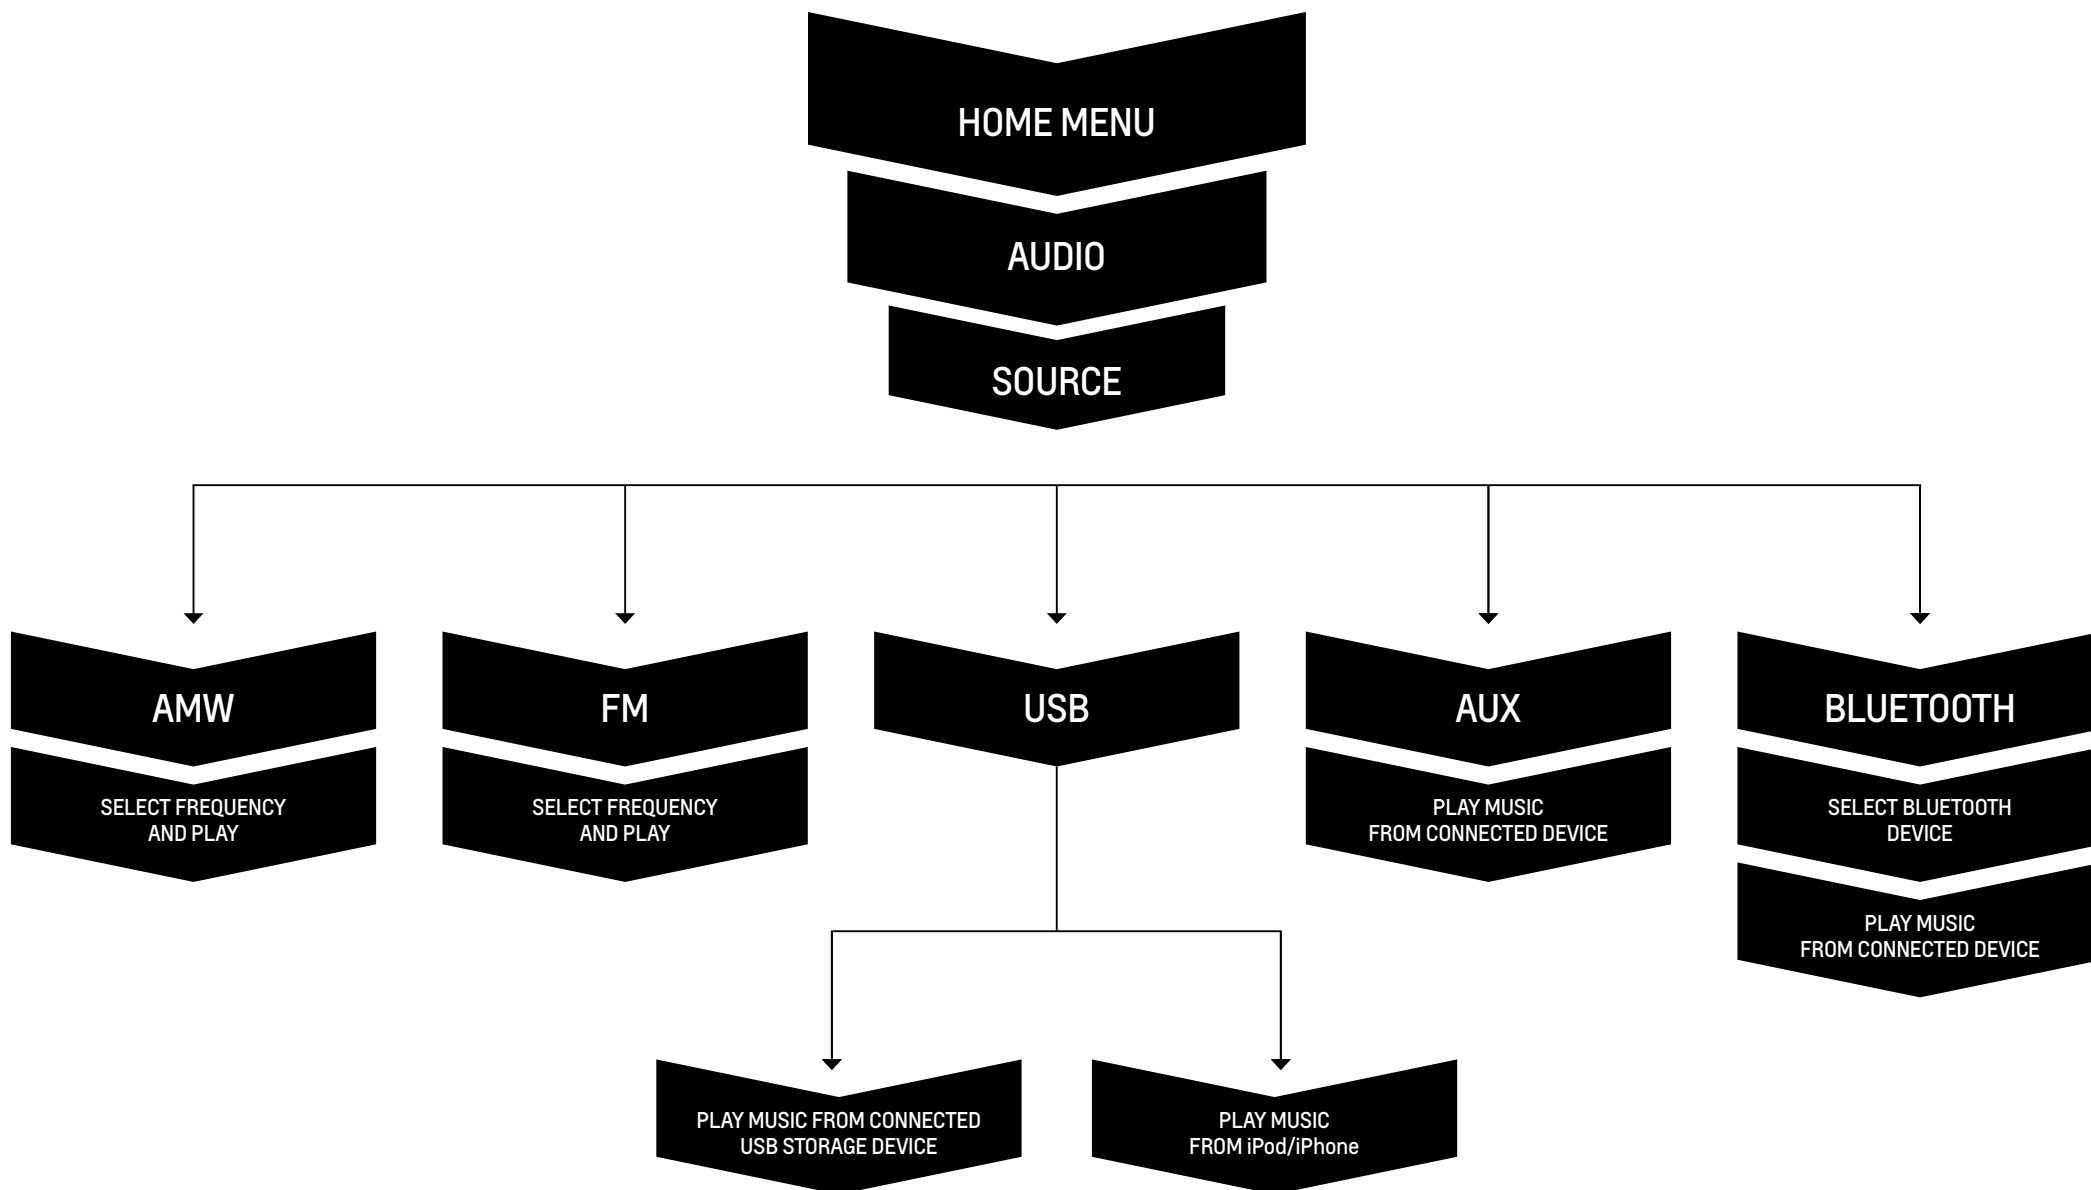 HOME MENU
AUDIO
SOURCE
AMW
SELECT FREQUENCY
AND PLAY
FM
SELECT FREQUENCY
AND PLAY
USB
PLAY MUSIC FROM CONNECTED
USB STORAGE DEVICE
PLAY MUSIC
FROM iPod/iPhone
AUX
PLAY MUSIC
FROM CONNECTED DEVICE
BLUETOOTH
SELECT BLUETOOTH
DEVICE
PLAY MUSIC
FROM CONNECTED DEVICE